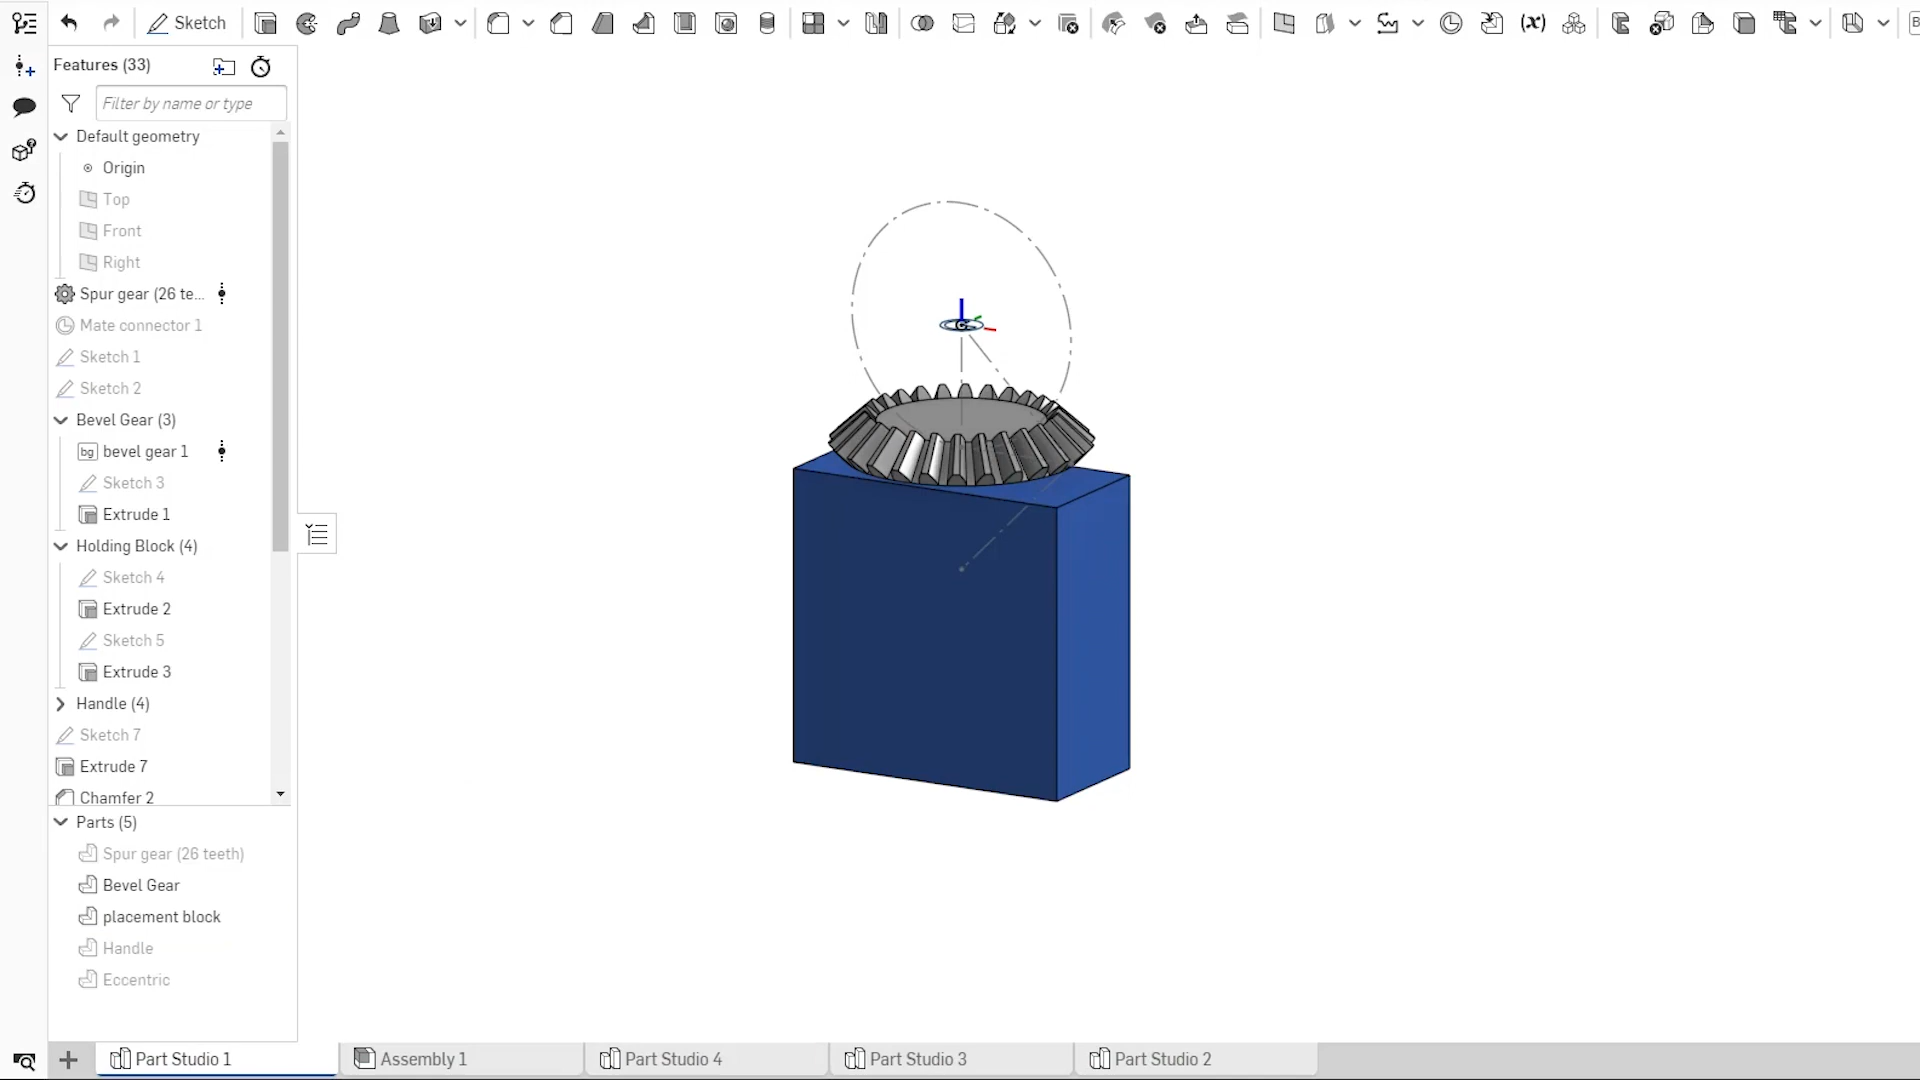 Sketch
(x)
Features (33)
Filter by name or type
Default geometry
Origin
Top
Front
Right
Spur gear (26 te...
Mate connector 1
Sketch 1
Sketch 2
Bevel Gear (3)
bg bevel gear 1
Sketch 3
Extrude 1
Holding Block (4)
Sketch 4
Extrude 2
Sketch 5
Extrude 3
Handle (4)
Sketch 7
Extrude 7
Chamfer 2
Parts (5)
Spur gear (26 teeth)
Bevel Gear
placement block
Handle
Eccentric
Part Studio 1
Assembly 1
Part Studio 4
Part Studio 3
Part Studio 2